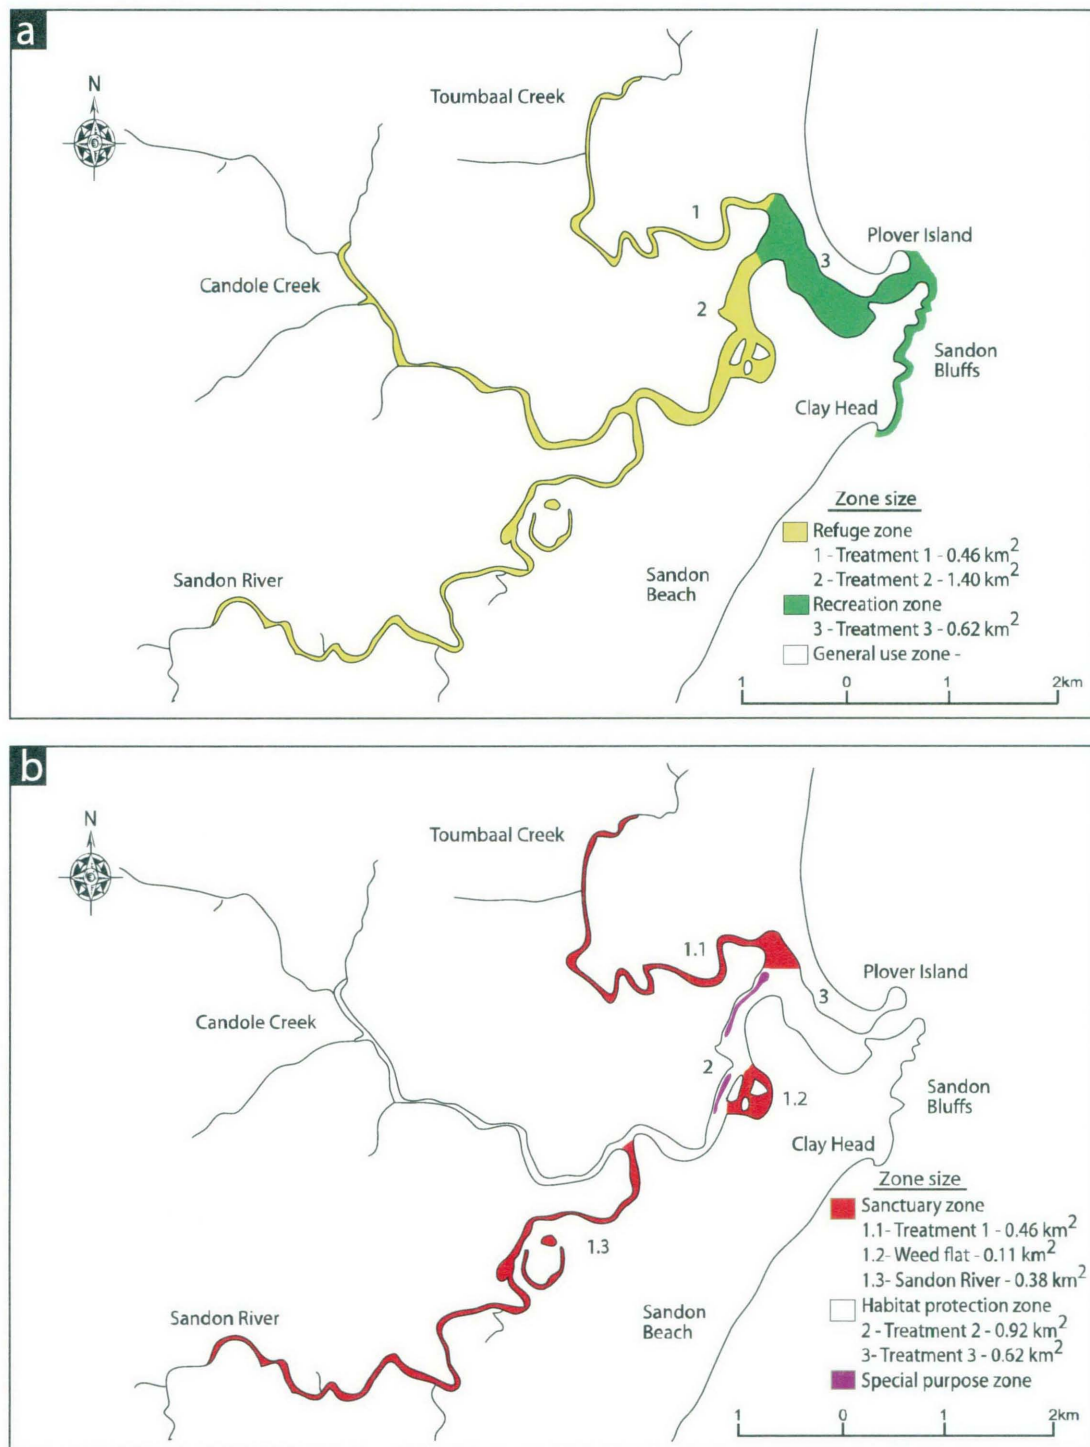 a
N
Toumbaal Creek
1
Plover Island
3
Candole Creek
2
Sandon
Bluffs
Clay Head
Zone size
Refuge zone
1 - Treatment 1 - 0.46 km²
2 - Treatment 2 - 1.40 km²
Sandon River
Sandon
Beach
Recreation zone
3 - Treatment 3 - 0.62 km²
General use zone -
1 0 1 2km
b
N
Toumbaal Creek
1.1
Plover Island
3
Candole Creek
2
1.2
Sandon
Bluffs
Clay Head
Zone size
Sanctuary zone
1.1- Treatment 1 - 0.46 km²
1.2- Weed flat - 0.11 km²
1.3- Sandon River - 0.38 km²
1.3
Sandon River
Sandon
Beach
Habitat protection zone
2 - Treatment 2 - 0.92 km²
3- Treatment 3 - 0.62 km²
Special purpose zone
1 0 1 2km